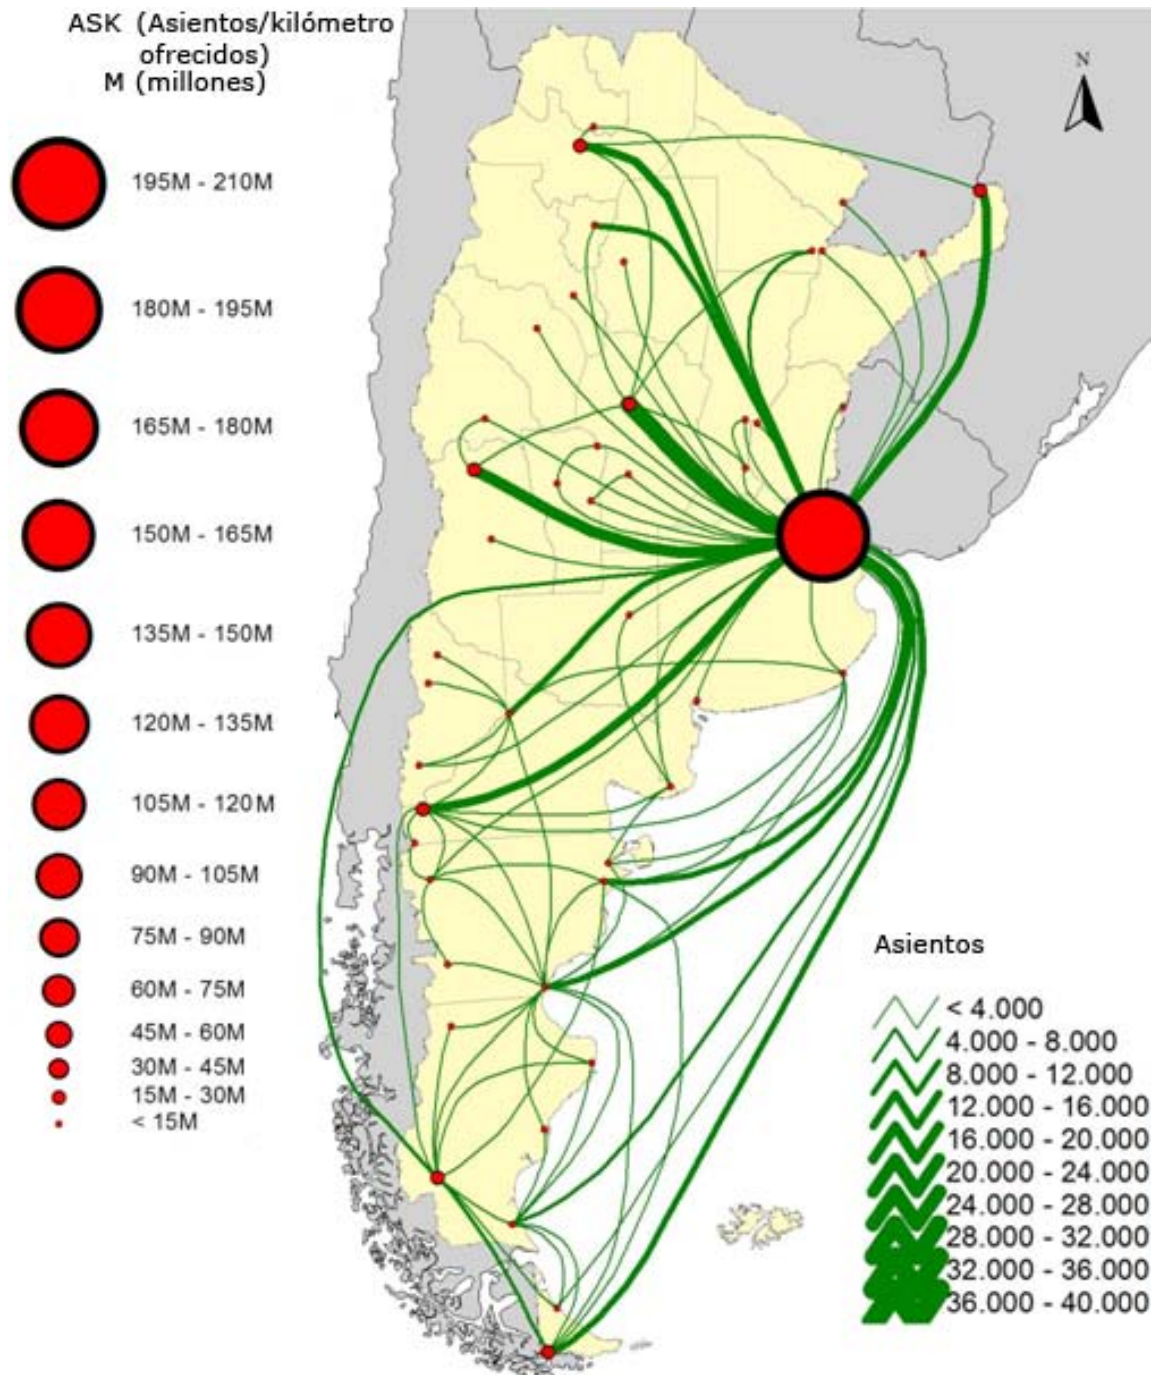 ASK (Asientos/kilómetro
ofrecidos)
M (millones)
N
195M - 210M
180M - 195M
165M - 180M
150M - 165M
135M - 150M
120M - 135M
105M - 120M
90M - 105M
75M - 90M
60M - 75M
45M - 60M
30M - 45M
15M - 30M
< 15M
Asientos
< 4.000
4.000 - 8.000
8.000 - 12.000
12.000 - 16.000
16.000 - 20.000
20.000 - 24.000
24.000 - 28.000
28.000 - 32.000
32.000 - 36.000
36.000 - 40.000